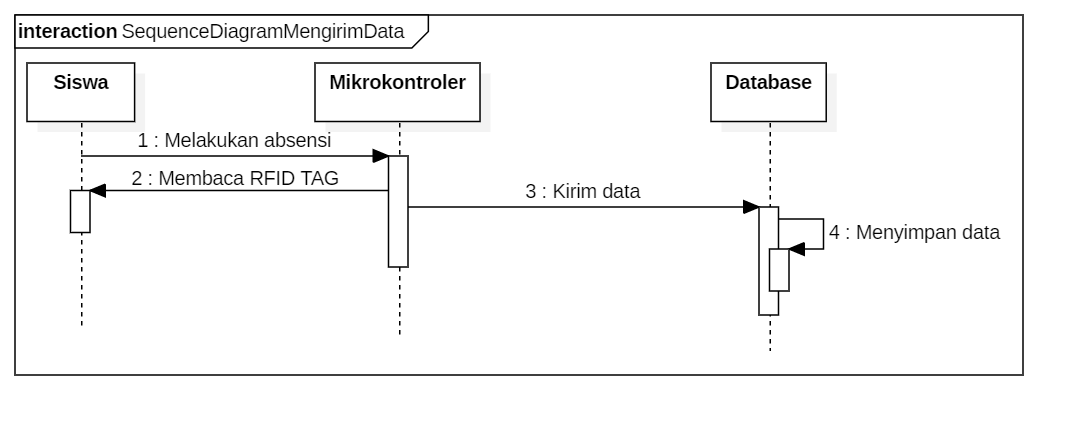 interaction SequenceDiagramMengirimData
Siswa
Mikrokontroler
Database
1 : Melakukan absensi
2 : Membaca RFID TAG
3 : Kirim data
4 : Menyimpan data